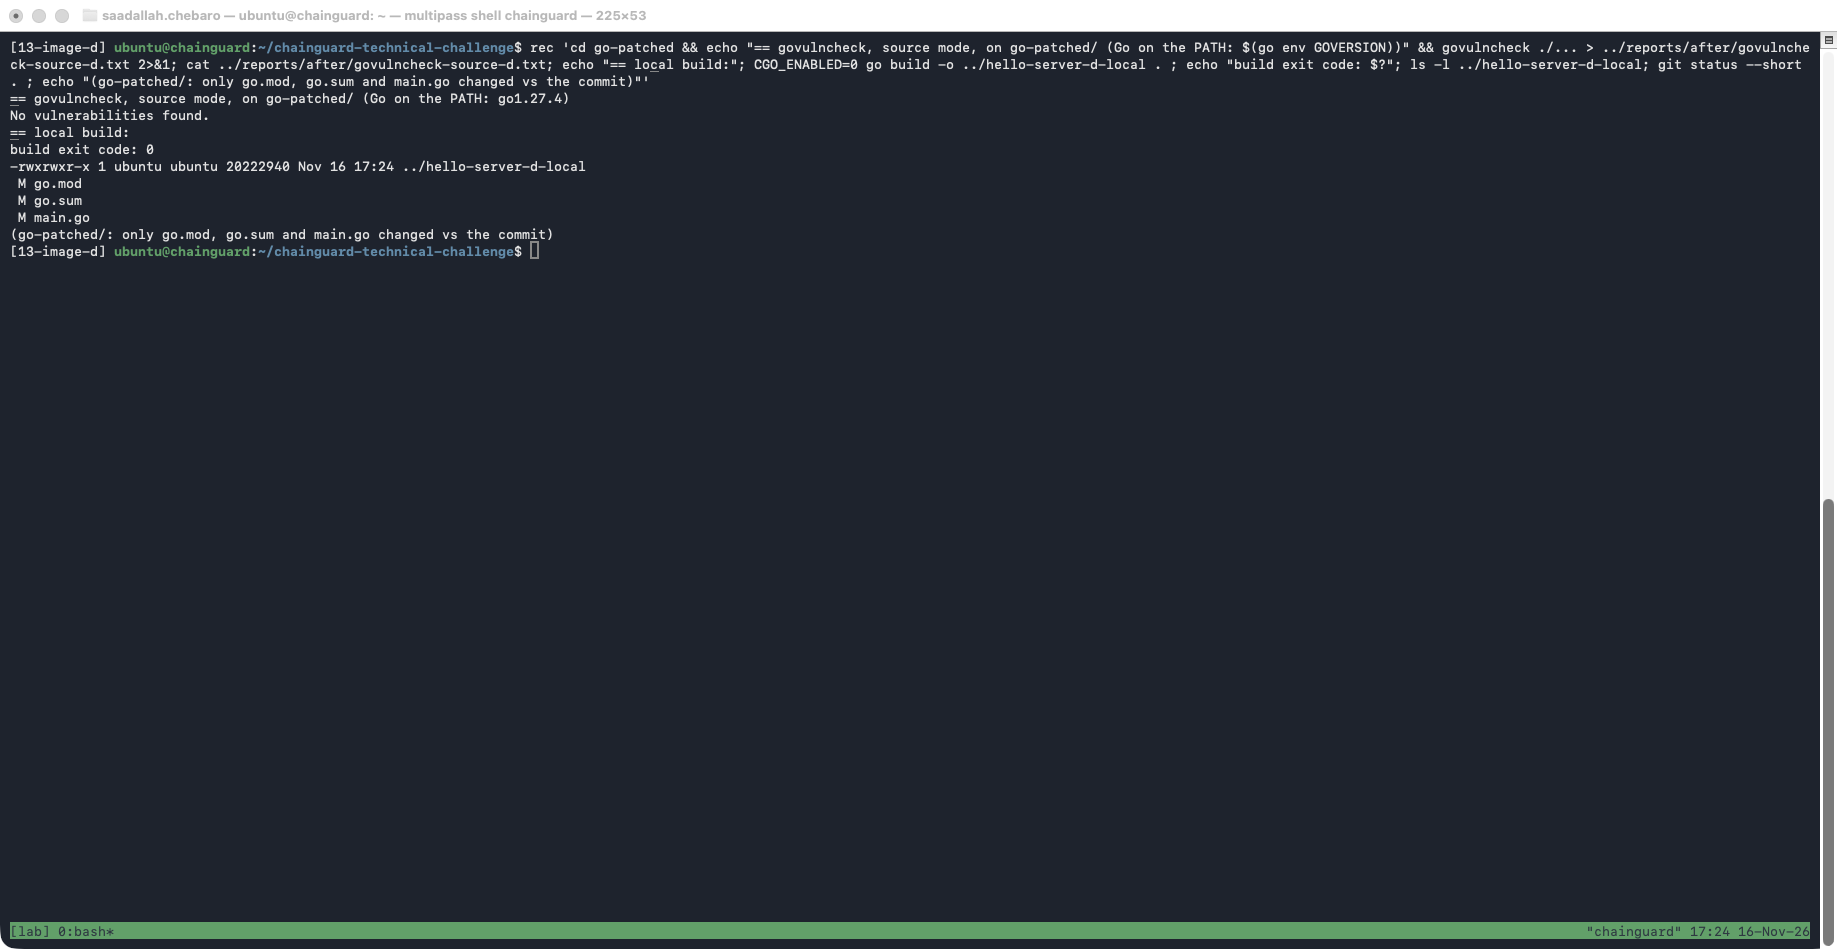 saadallah.chebaro — ubuntu@chainguard: ~ — multipass shell chainguard — 225×53
[13-image-d] ubuntu@chainguard:~/chainguard-technical-challenge$ rec 'cd go-patched && echo "== govulncheck, source mode, on go-patched/ (Go on the PATH: $(go env GOVERSION))" && govulncheck ./... > ../reports/after/govulnche
ck-source-d.txt 2>&1; cat ../reports/after/govulncheck-source-d.txt; echo "== local build:"; CGO_ENABLED=0 go build -o ../hello-server-d-local . ; echo "build exit code: $?"; ls -l ../hello-server-d-local; git status --short
. ; echo "(go-patched/: only go.mod, go.sum and main.go changed vs the commit)"'
== govulncheck, source mode, on go-patched/ (Go on the PATH: go1.27.4)
No vulnerabilities found.
== local build:
build exit code: 0
-rwxrwxr-x 1 ubuntu ubuntu 20222940 Nov 16 17:24 ../hello-server-d-local
 M go.mod
 M go.sum
 M main.go
(go-patched/: only go.mod, go.sum and main.go changed vs the commit)
[13-image-d] ubuntu@chainguard:~/chainguard-technical-challenge$
[lab] 0:bash* "chainguard" 17:24 16-Nov-26